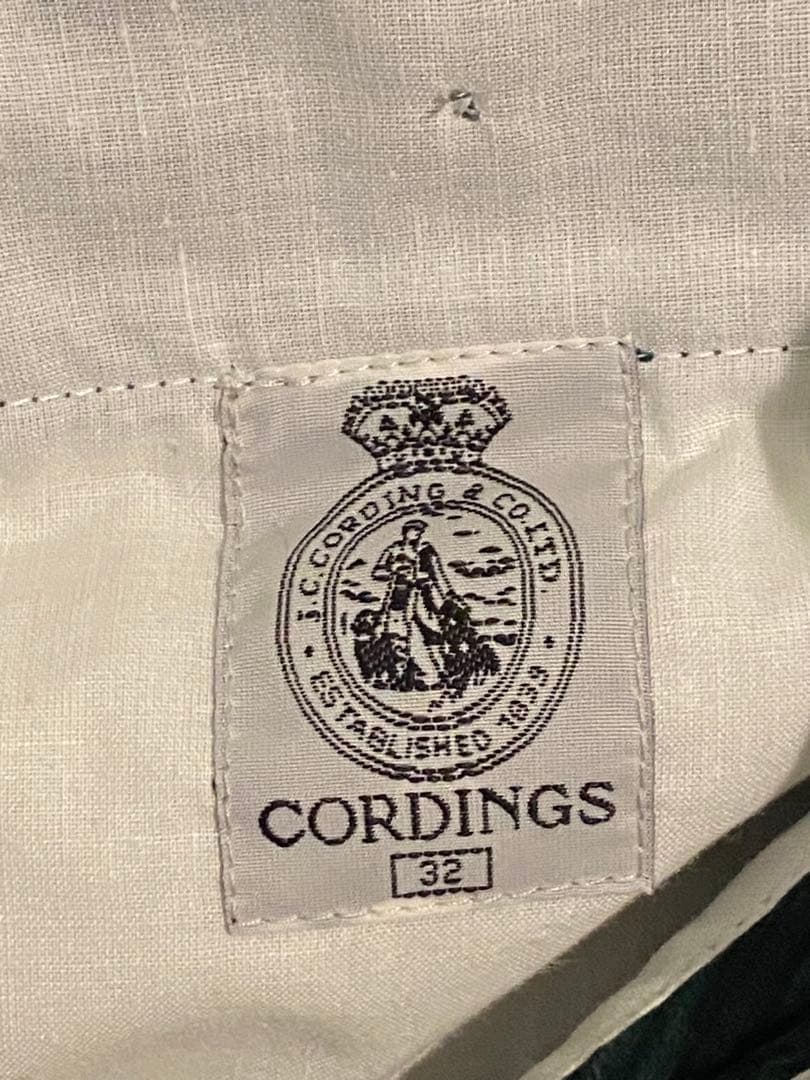 J.C.CORDING & CO.LTD.
ESTABLISHED 1839
CORDINGS
32